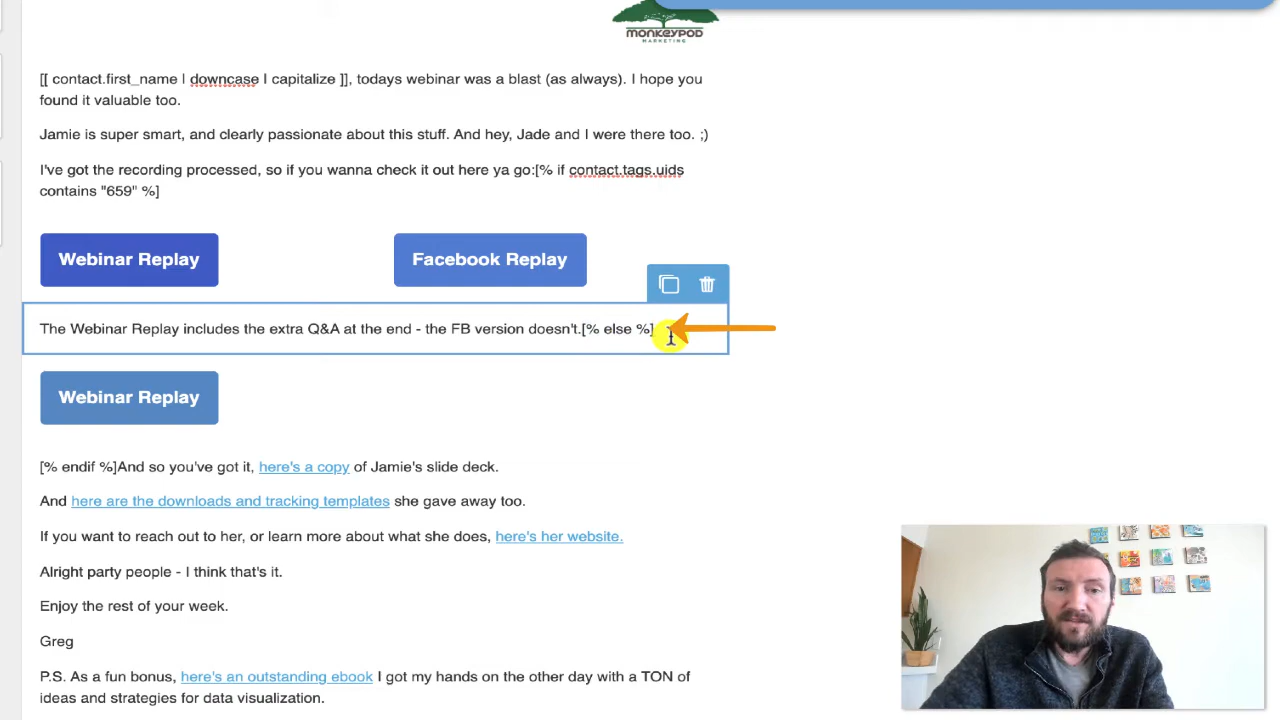 MONKEYPOD
MARKETING
[[ contact.first_name | downcase | capitalize ]], todays webinar was a blast (as always). I hope you
found it valuable too.
Jamie is super smart, and clearly passionate about this stuff. And hey, Jade and I were there too. ;)
I've got the recording processed, so if you wanna check it out here ya go:[% if contact.tags.uids
contains "659" %]
Webinar Replay
Facebook Replay
The Webinar Replay includes the extra Q&A at the end - the FB version doesn't.[% else %]
Webinar Replay
[% endif %]And so you've got it, here's a copy of Jamie's slide deck.
And here are the downloads and tracking templates she gave away too.
If you want to reach out to her, or learn more about what she does, here's her website.
Alright party people - I think that's it.
Enjoy the rest of your week.
Greg
P.S. As a fun bonus, here's an outstanding ebook I got my hands on the other day with a TON of
ideas and strategies for data visualization.